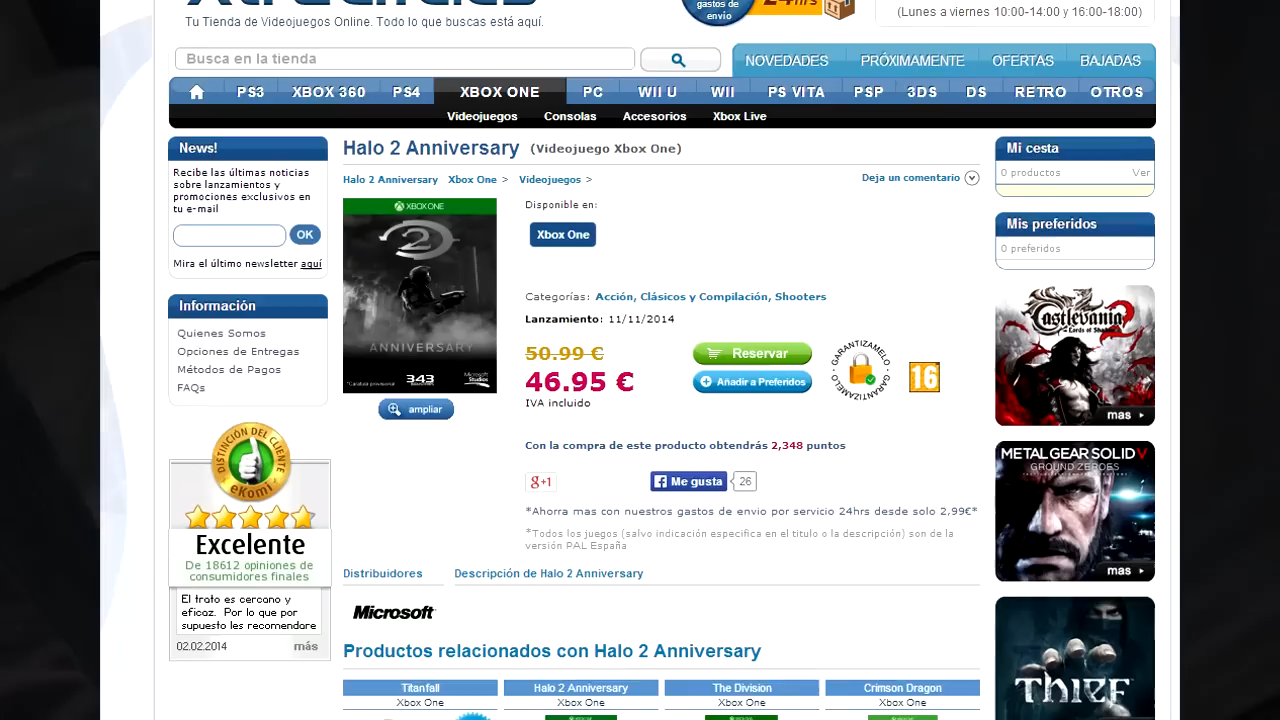 Tu Tienda de Videojuegos Online. Todo lo que buscas está aquí.
gastos de
envío
24hrs
(Lunes a viernes 10:00-14:00 y 16:00-18:00)
Busca en la tienda
NOVEDADES PRÓXIMAMENTE OFERTAS BAJADAS
PS3 XBOX 360 PS4 XBOX ONE PC WII U WII PS VITA PSP 3DS DS RETRO OTROS
Videojuegos Consolas Accesorios Xbox Live
News!
Recibe las últimas noticias
sobre lanzamientos y
promociones exclusivos en
tu e-mail
OK
Mira el último newsletter aquí
Información
Quienes Somos
Opciones de Entregas
Métodos de Pagos
FAQs
DISTINCIÓN DEL CLIENTE
eKomi
Excelente
De 18612 opiniones de
consumidores finales
El trato es cercano y
eficaz. Por lo que por
supuesto les recomendare
02.02.2014 más
Halo 2 Anniversary (Videojuego Xbox One)
Halo 2 Anniversary Xbox One > Videojuegos >
Deja un comentario
XBOX ONE
2
ANNIVERSARY
343
Microsoft
Studios
ampliar
Disponible en:
Xbox One
Categorías: Acción, Clásicos y Compilación, Shooters
Lanzamiento: 11/11/2014
50.99 €
46.95 €
IVA incluido
Reservar
Añadir a Preferidos
GARANTIZAMELO
GARANTIZAMELO
16
Con la compra de este producto obtendrás 2,348 puntos
g+1
Me gusta
26
*Ahorra mas con nuestros gastos de envio por servicio 24hrs desde solo 2,99€*
*Todos los juegos (salvo indicación especifica en el titulo o la descripción) son de la
versión PAL España
Distribuidores Descripción de Halo 2 Anniversary
Microsoft
Productos relacionados con Halo 2 Anniversary
Titanfall Halo 2 Anniversary The Division Crimson Dragon
Xbox One Xbox One Xbox One Xbox One
Mi cesta
0 productos Ver
Mis preferidos
0 preferidos
Castlevania 2
Lords of Shadow
mas
METAL GEAR SOLID V
GROUND ZEROES
mas
THIEF